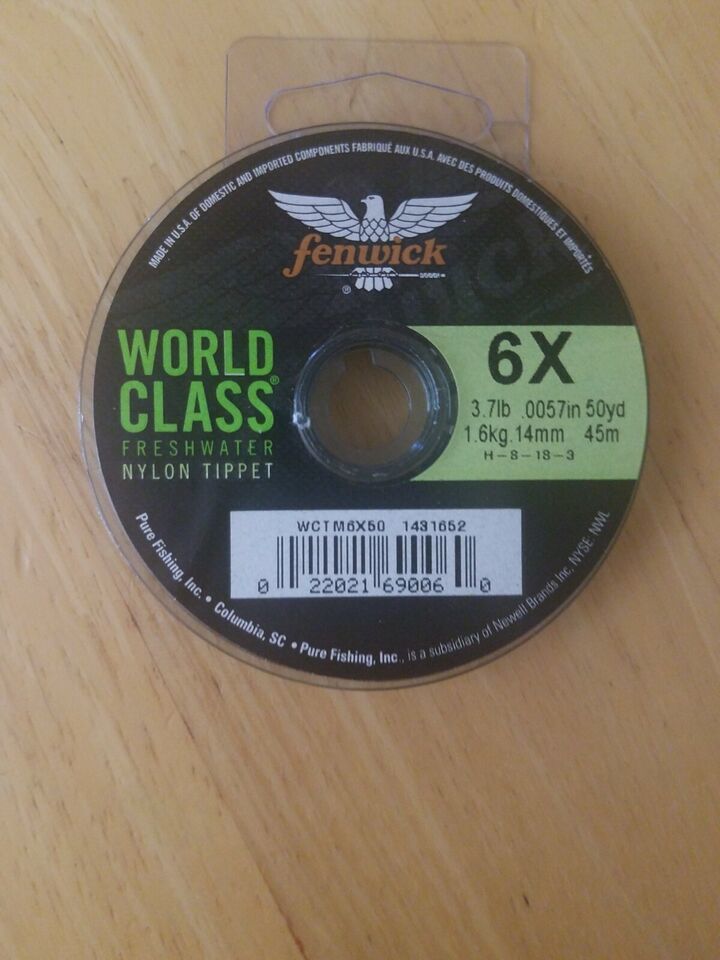 MADE IN U.S.A. OF DOMESTIC AND IMPORTED COMPONENTS FABRIQUÉ AUX U.S.A. AVEC DES PRODUITS DOMESTIQUES ET IMPORTÉS
fenwick
®
WORLD
CLASS®
FRESHWATER
NYLON TIPPET
6X
3.7lb .0057in 50yd
1.6kg .14mm 45m
H-8-18-3
WCTM6X50 1431652
0 22021 69006 0
Pure Fishing, Inc. • Columbia, SC • Pure Fishing, Inc., is a subsidiary of Newell Brands Inc, NYSE: NWL